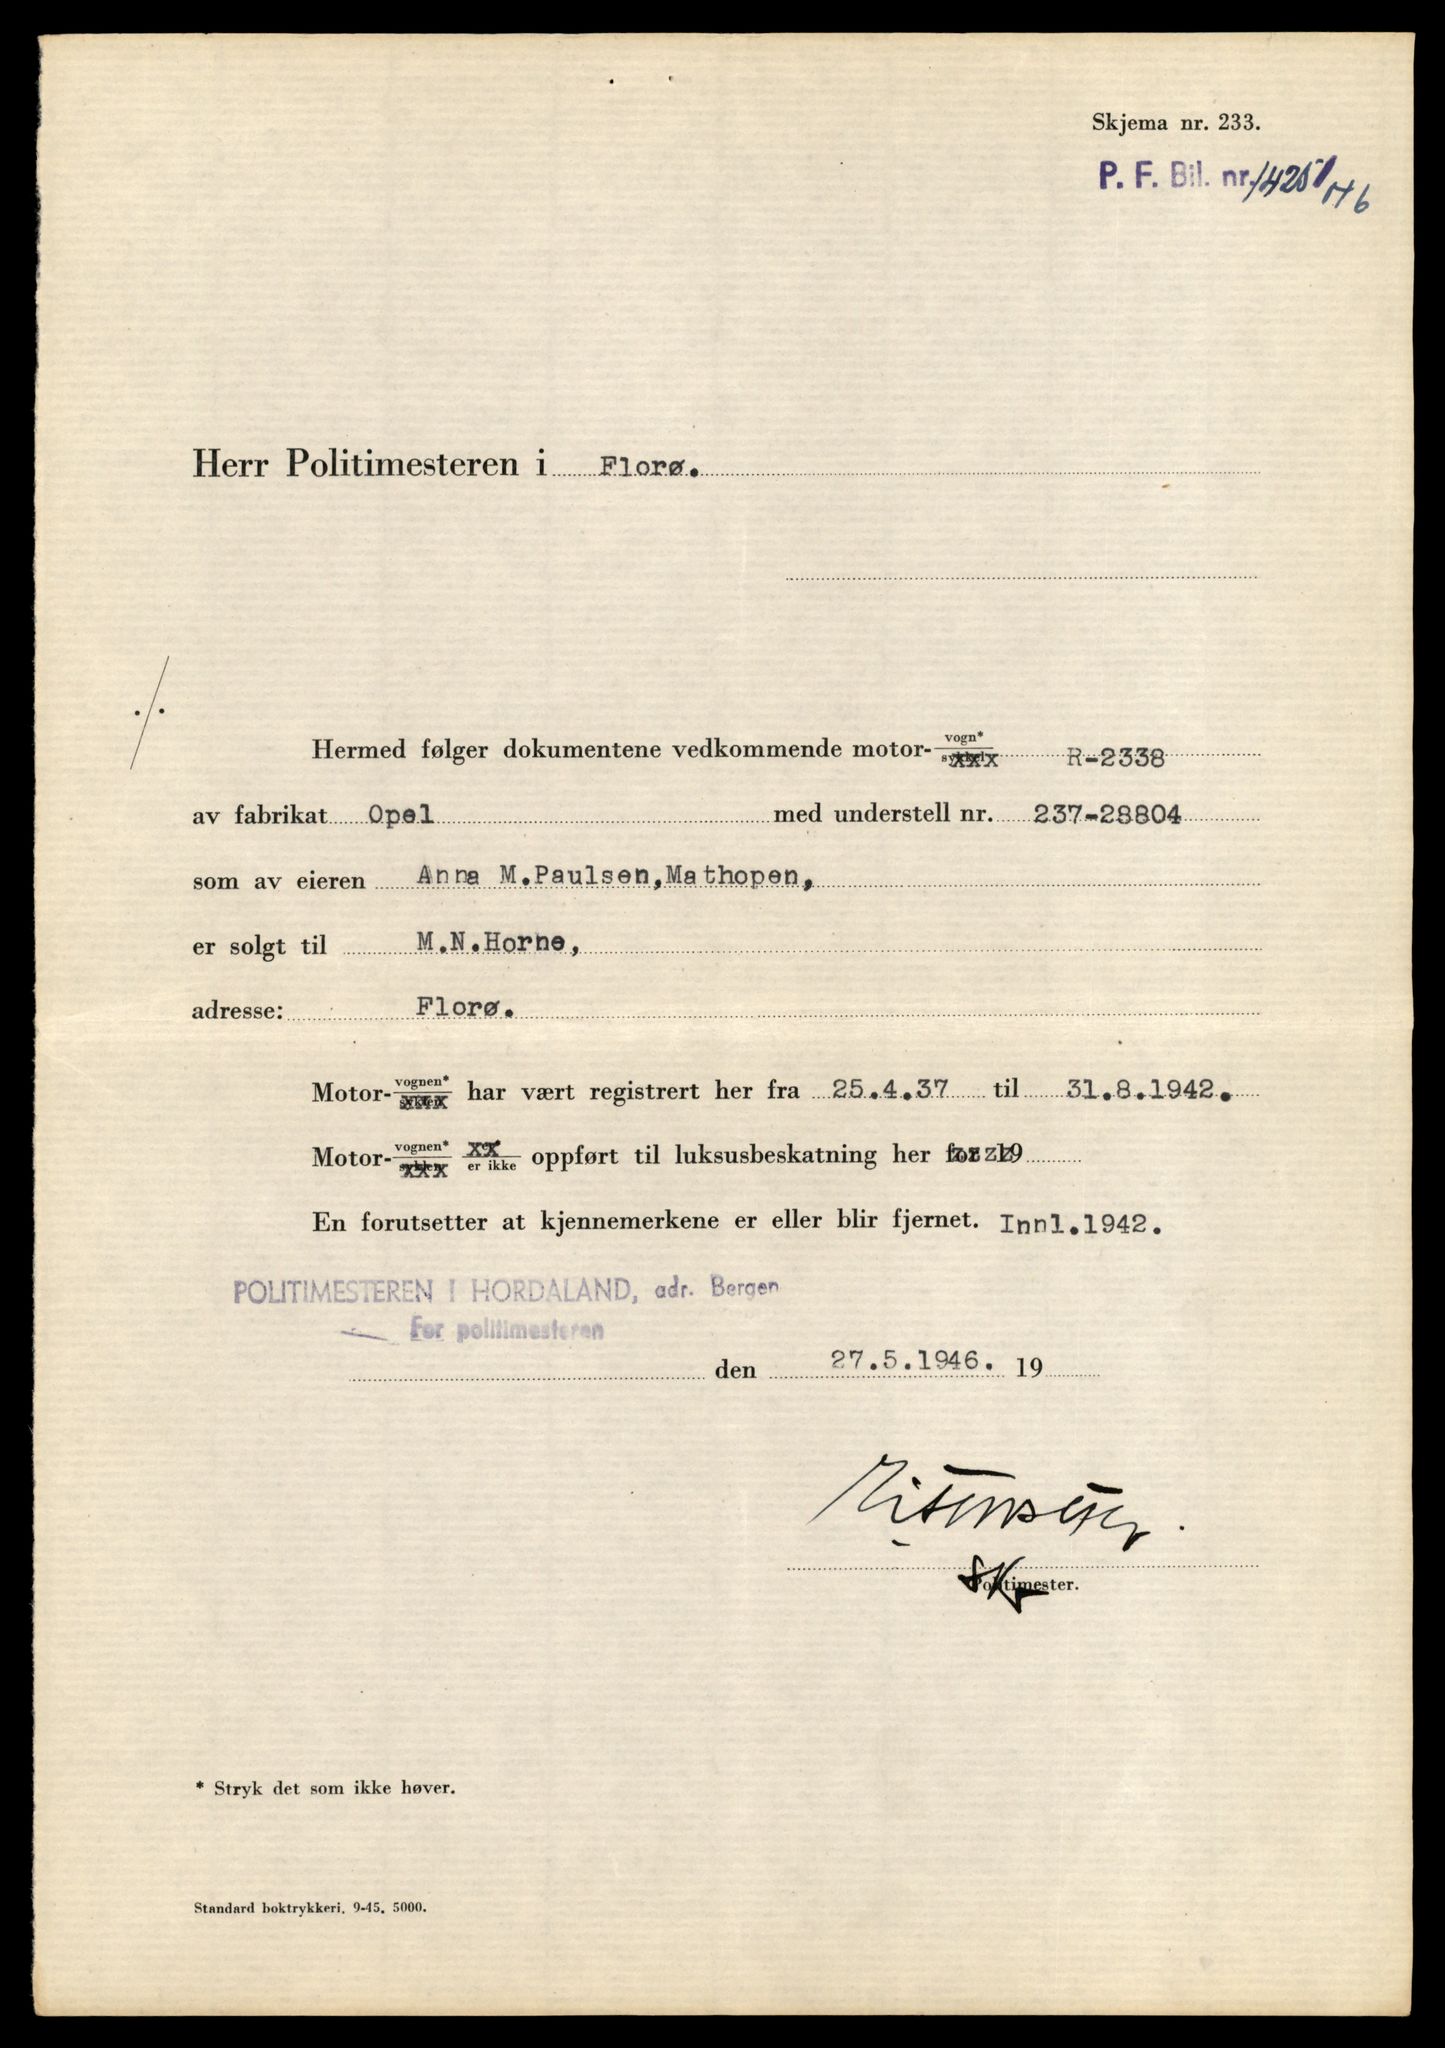 Skjema nr. 233.
P. F. Bil. nr. 1425/46
Herr Politimesteren i Florø.
./.
Hermed følger dokumentene vedkommende motor-vogn* R-2338
av fabrikat Opel med understell nr. 237-28804
som av eieren Anna M.Paulsen,Mathopen,
er solgt til M.N.Horne,
adresse: Florø.
Motor-vognen* har vært registrert her fra 25.4.37 til 31.8.1942.
Motor-vognen* er ikke oppført til luksusbeskatning her for 19
En forutsetter at kjennemerkene er eller blir fjernet. Innl.1942.
POLITIMESTEREN I HORDALAND, adr. Bergen
For politimesteren
den 27.5.1946. 19
Politimester.
* Stryk det som ikke høver.
Standard boktrykkeri. 9-45. 5000.